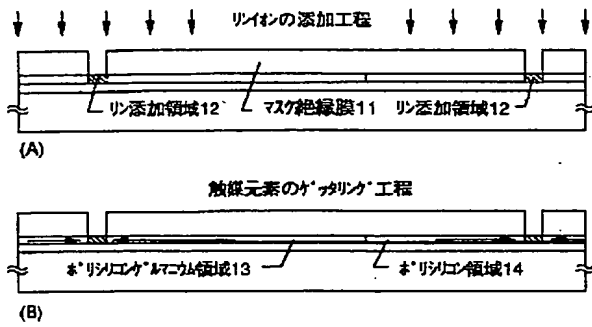 リンイオンの添加工程
リン添加領域12
マスク絶縁膜11
リン添加領域12
(A)
触媒元素のゲッタリング工程
ポリシリコンゲルマニウム領域13
ポリシリコン領域14
(B)